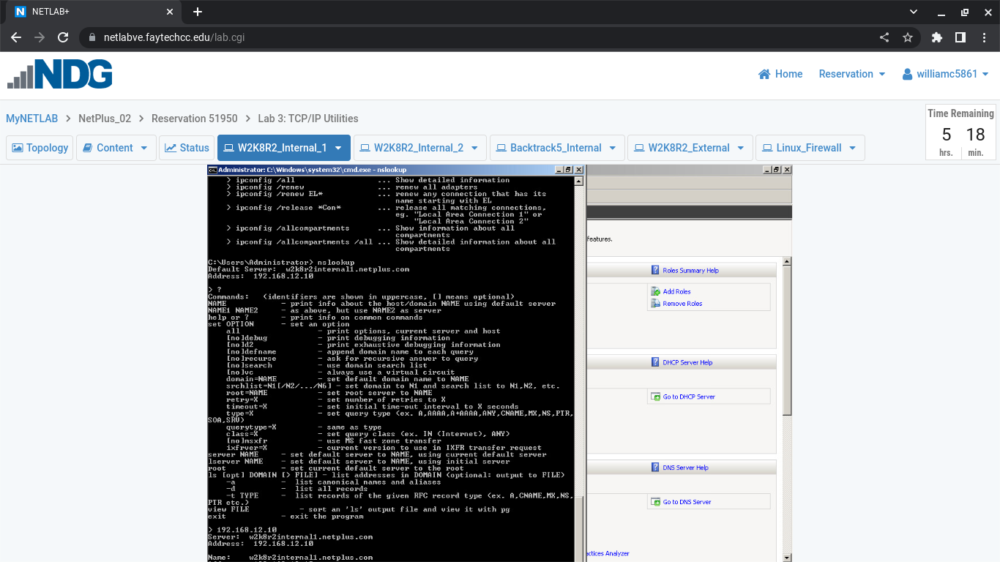 NETLAB+
netlabve.faytechcc.edu/lab.cgi
NDG
Home
Reservation
williamc5861
MyNETLAB > NetPlus_02 > Reservation 51950 > Lab 3: TCP/IP Utilities
Time Remaining
5 18
hrs. min.
Topology
Content
Status
W2K8R2_Internal_1
W2K8R2_Internal_2
Backtrack5_Internal
W2K8R2_External
Linux_Firewall
Administrator: C:\Windows\system32\cmd.exe - nslookup
> ipconfig /all ... Show detailed information
> ipconfig /renew ... renew all adapters
> ipconfig /renew EL* ... renew any connection that has its
name starting with EL
> ipconfig /release *Con* ... release all matching connections,
eg. "Local Area Connection 1" or
"Local Area Connection 2"
> ipconfig /allcompartments ... Show information about all
compartments
> ipconfig /allcompartments /all ... Show detailed information about all
compartments
C:\Users\Administrator> nslookup
Default Server: w2k8r2internal1.netplus.com
Address: 192.168.12.10
> ?
Commands: (identifiers are shown in uppercase, [] means optional)
NAME - print info about the host/domain NAME using default server
NAME1 NAME2 - as above, but use NAME2 as server
help or ? - print info on common commands
set OPTION - set an option
all - print options, current server and host
[no]debug - print debugging information
[no]d2 - print exhaustive debugging information
[no]defname - append domain name to each query
[no]recurse - ask for recursive answer to query
[no]search - use domain search list
[no]vc - always use a virtual circuit
domain=NAME - set default domain name to NAME
srchlist=N1[/N2/.../N6] - set domain to N1 and search list to N1,N2, etc.
root=NAME - set root server to NAME
retry=X - set number of retries to X
timeout=X - set initial time-out interval to X seconds
type=X - set query type (ex. A,AAAA,A+AAAA,ANY,CNAME,MX,NS,PTR,
SOA,SRV)
querytype=X - same as type
class=X - set query class (ex. IN (Internet), ANY)
[no]msxfr - use MS fast zone transfer
ixfrver=X - current version to use in IXFR transfer request
server NAME - set default server to NAME, using current default server
lserver NAME - set default server to NAME, using initial server
root - set current default server to the root
ls [opt] DOMAIN [> FILE] - list addresses in DOMAIN (optional: output to FILE)
-a - list canonical names and aliases
-d - list all records
-t TYPE - list records of the given RFC record type (ex. A,CNAME,MX,NS,
PTR etc.)
view FILE - sort an 'ls' output file and view it with pg
exit - exit the program
> 192.168.12.10
Server: w2k8r2internal1.netplus.com
Address: 192.168.12.10
Name: w2k8r2internal1.netplus.com
features.
Roles Summary Help
Add Roles
Remove Roles
DHCP Server Help
Go to DHCP Server
DNS Server Help
Go to DNS Server
actices Analyzer